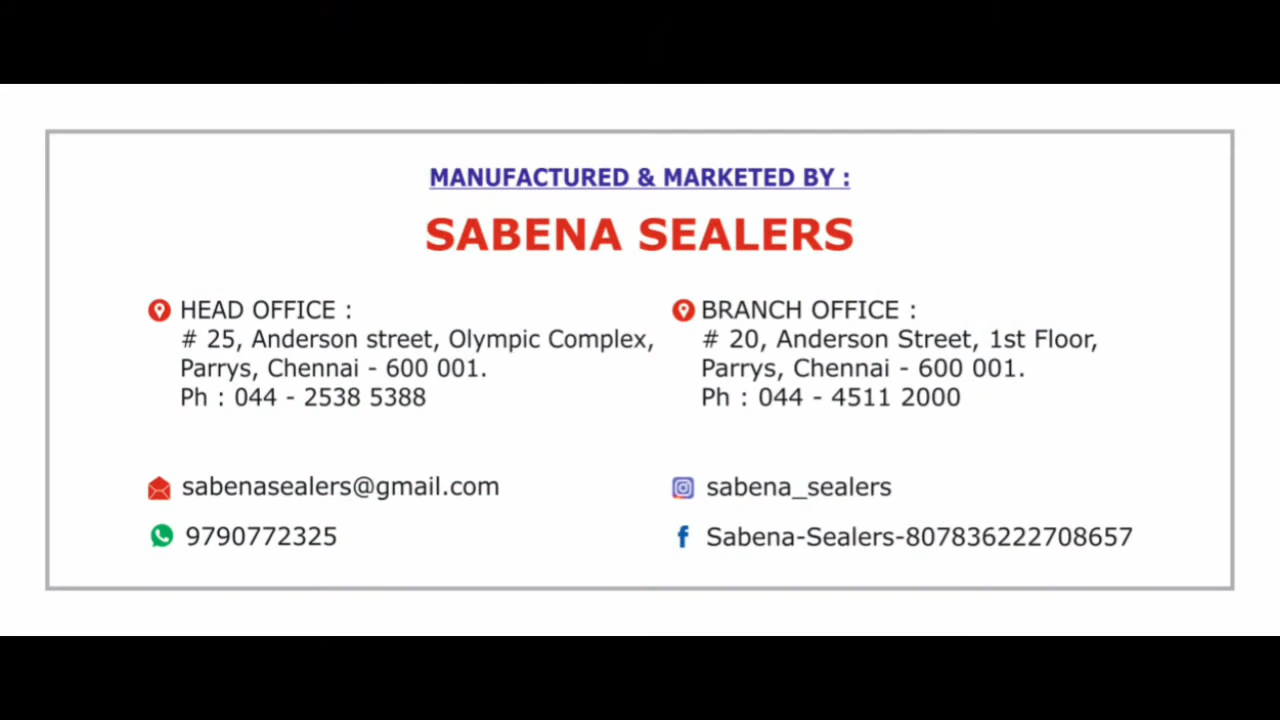 MANUFACTURED & MARKETED BY :
SABENA SEALERS
HEAD OFFICE :
# 25, Anderson street, Olympic Complex,
Parrys, Chennai - 600 001.
Ph : 044 - 2538 5388
BRANCH OFFICE :
# 20, Anderson Street, 1st Floor,
Parrys, Chennai - 600 001.
Ph : 044 - 4511 2000
sabenasealers@gmail.com
9790772325
sabena_sealers
Sabena-Sealers-807836222708657